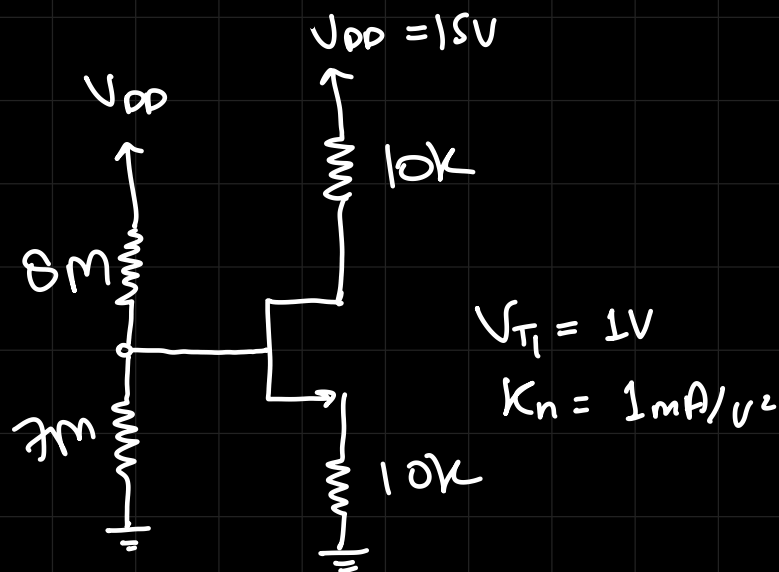 VDD = 15V
VDD
10K
8M
VT1 = 1V
Kn = 1mA/V²
7M
10K